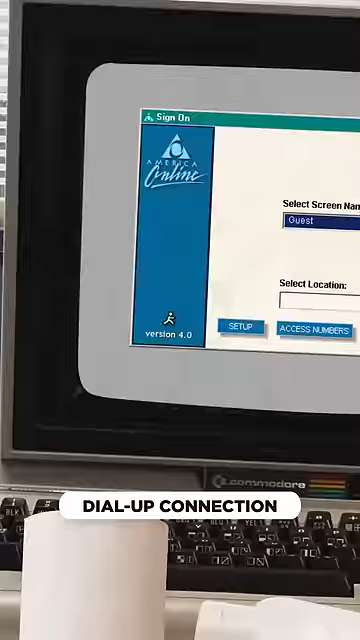 Sign On
AMERICA
Online
Select Screen Nam
Guest
Select Location:
SETUP
ACCESS NUMBERS
version 4.0
commodore
DIAL-UP CONNECTION
BLK